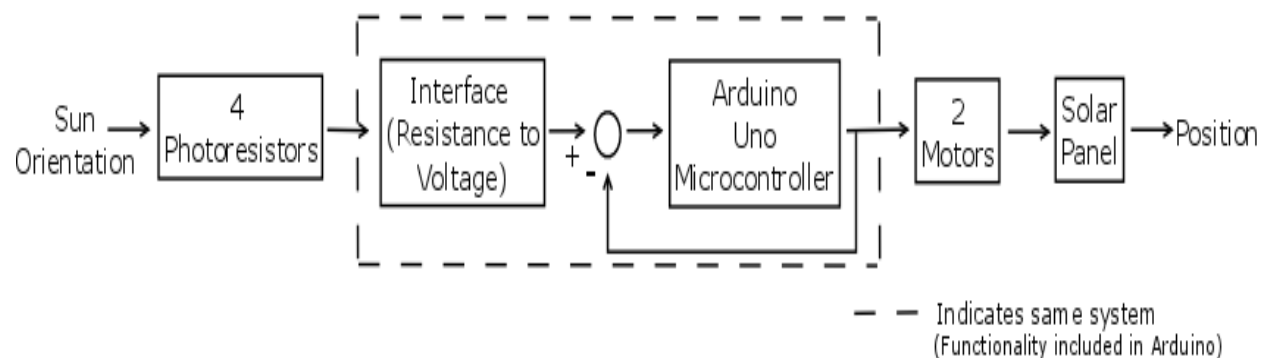 Sun
Orientation
4
Photoresistors
Interface
(Resistance to
Voltage)
+
-
Arduino
Uno
Microcontroller
2
Motors
Solar
Panel
Position
Indicates same system
(Functionality included in Arduino)